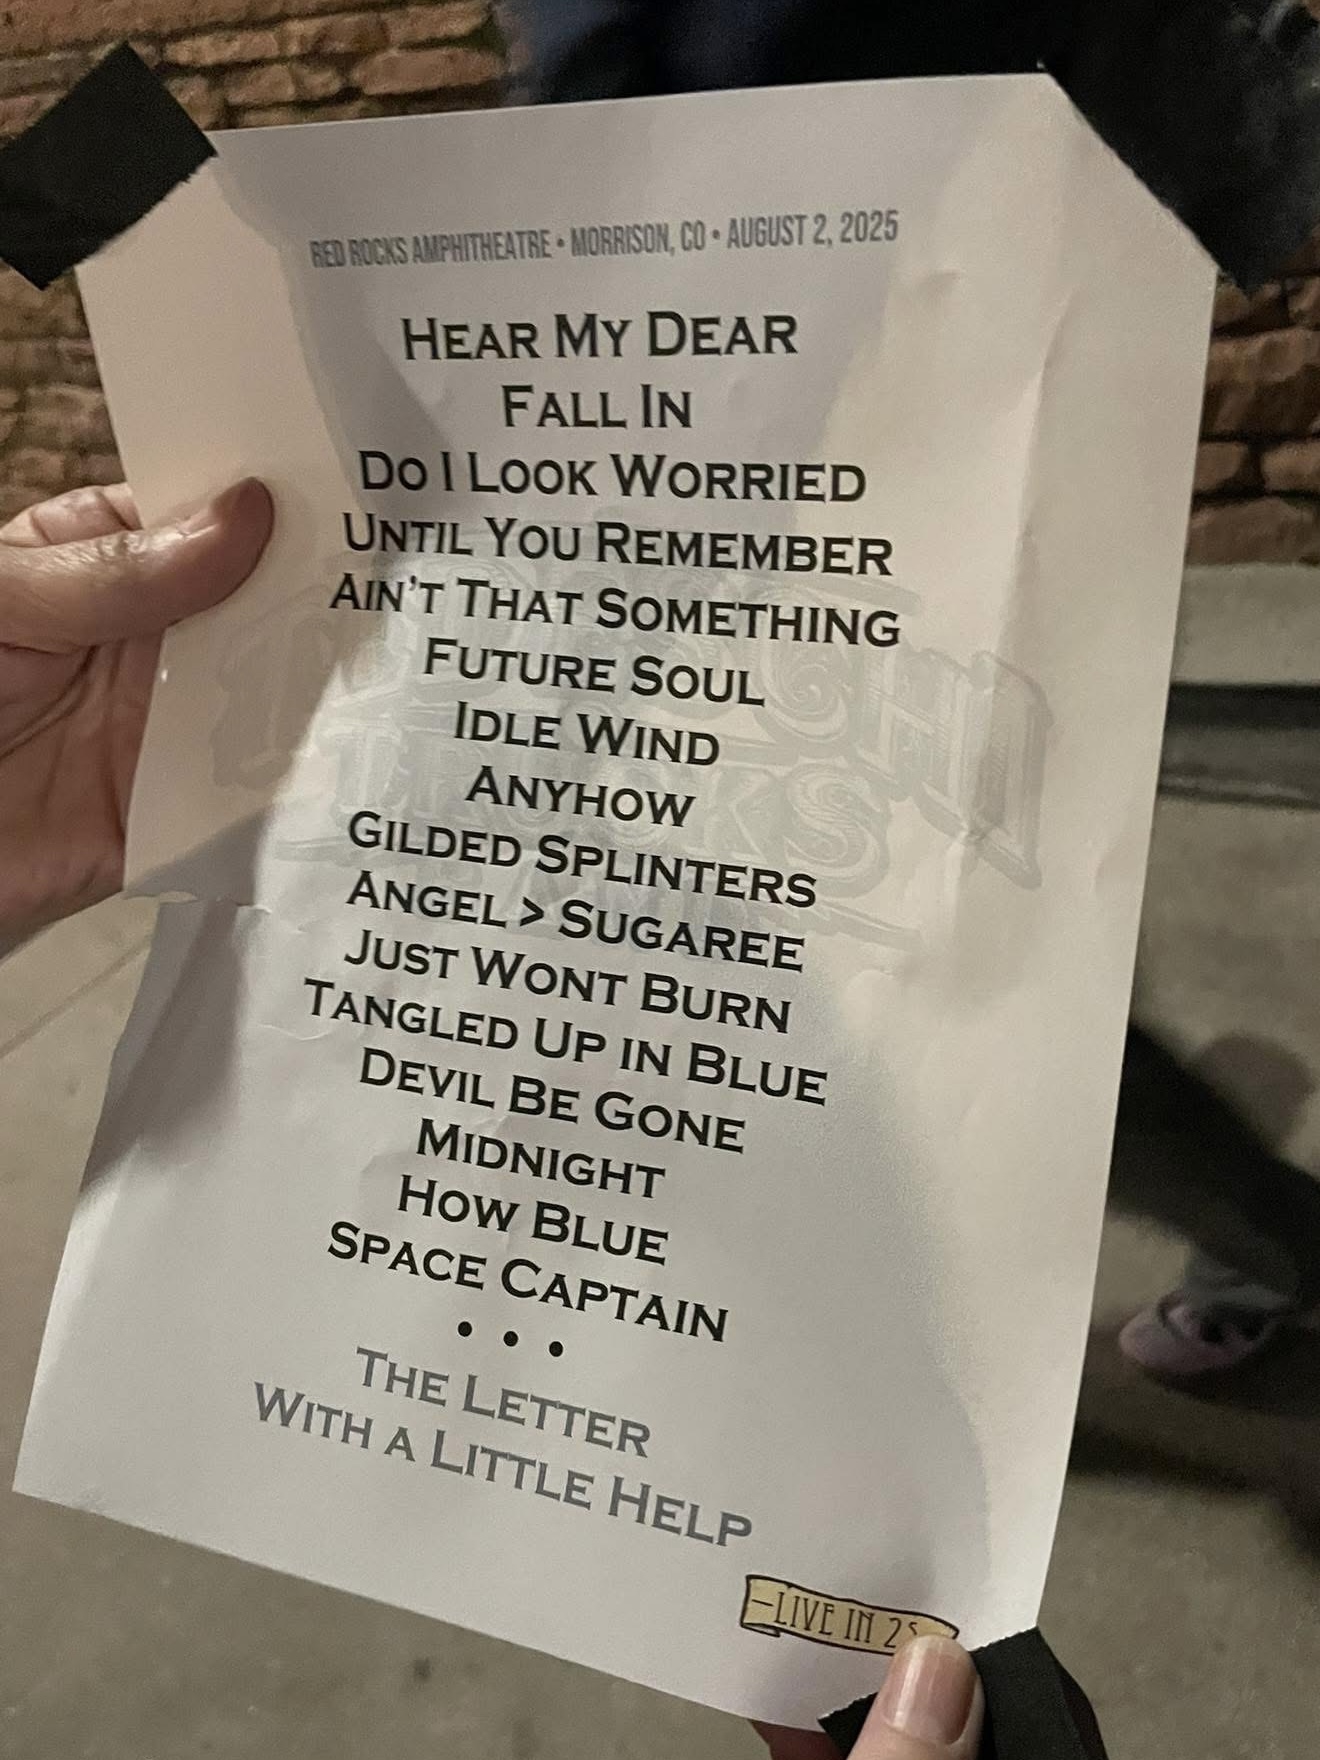 RED ROCKS AMPHITHEATRE • MORRISON, CO • AUGUST 2, 2025
HEAR MY DEAR
FALL IN
DO I LOOK WORRIED
UNTIL YOU REMEMBER
AIN'T THAT SOMETHING
FUTURE SOUL
IDLE WIND
ANYHOW
GILDED SPLINTERS
ANGEL > SUGAREE
JUST WONT BURN
TANGLED UP IN BLUE
DEVIL BE GONE
MIDNIGHT
HOW BLUE
SPACE CAPTAIN
• • •
THE LETTER
WITH A LITTLE HELP
–LIVE IN 25